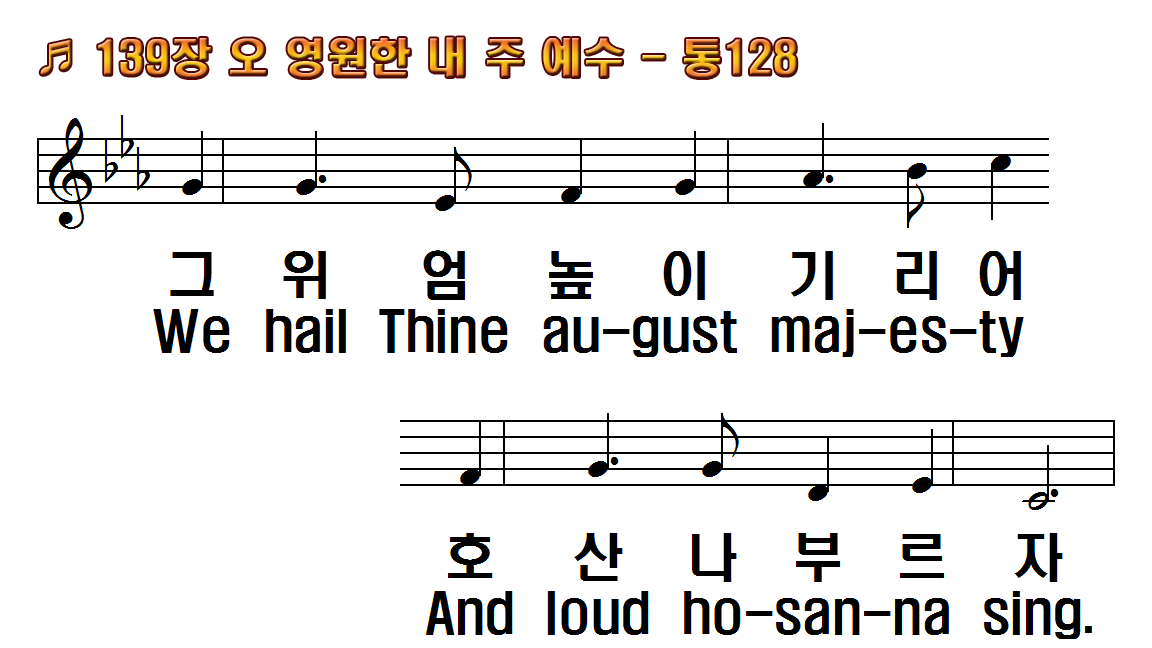 ♬ 139장 오 영원한 내 주 예수 - 통128
그 위 엄 높 이 기 리 어
We hail Thine au-gust maj-es-ty
호 산 나 부 르 자
And loud ho-san-na sing.